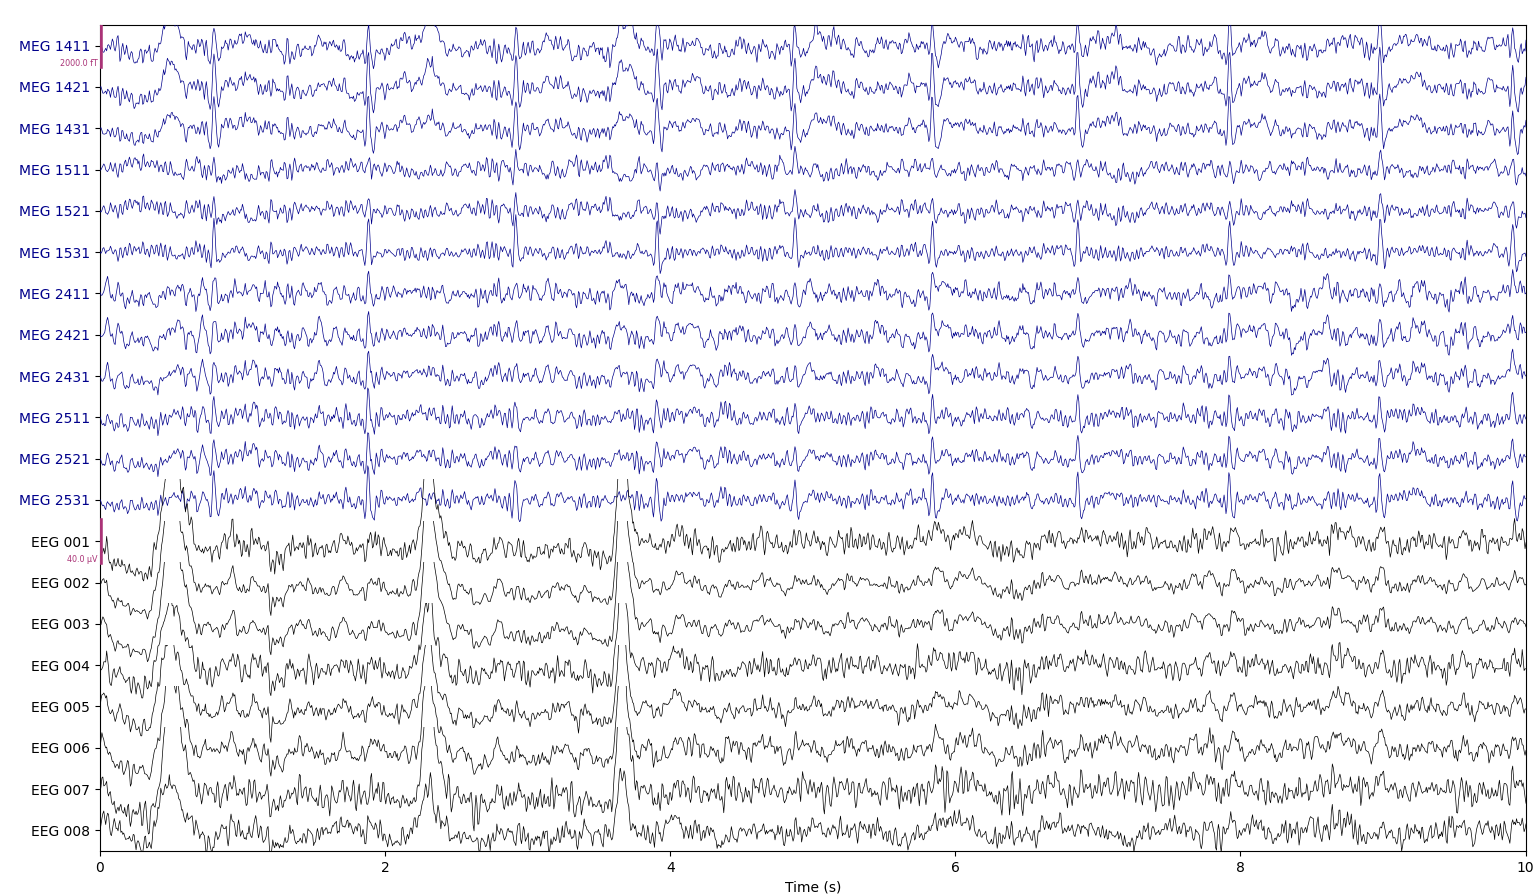 MEG 1411
2000.0 fT
MEG 1421
MEG 1431
MEG 1511
MEG 1521
MEG 1531
MEG 2411
MEG 2421
MEG 2431
MEG 2511
MEG 2521
MEG 2531
EEG 001
40.0 µV
EEG 002
EEG 003
EEG 004
EEG 005
EEG 006
EEG 007
EEG 008
0 2 4 6 8 10
Time (s)